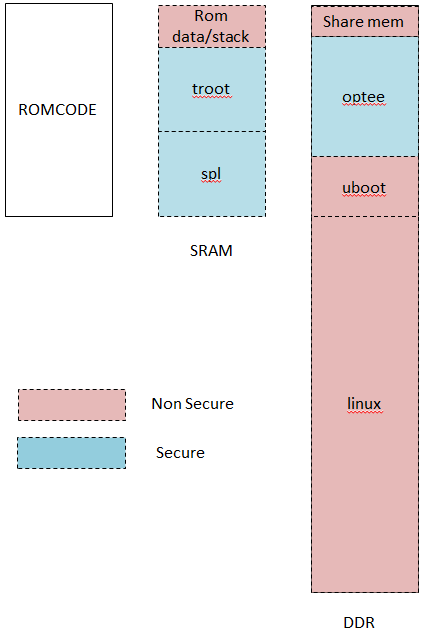 ROMCODE
Rom
data/stack
troot
spl
SRAM
Share mem
optee
uboot
linux
DDR
Non Secure
Secure